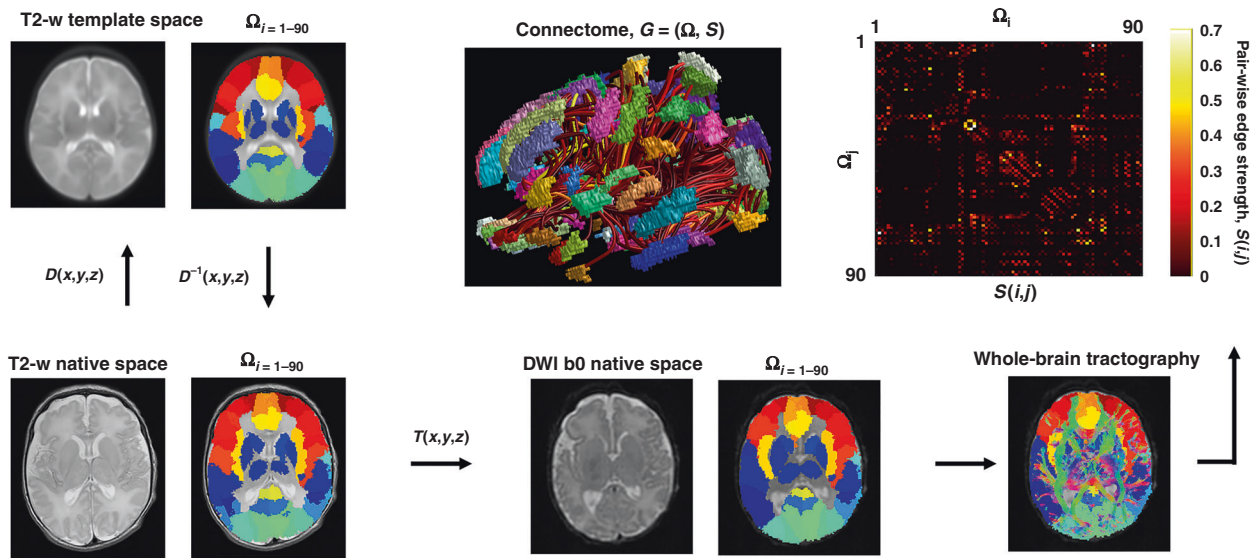 T2-w template space
Ω i = 1–90
Connectome, G = (Ω, S)
1
Ω i
90
1
Ω j
90
S(i,j)
0.7
0.6
0.5
0.4
0.3
0.2
0.1
0
Pair-wise edge strength, S(i,j)
D(x,y,z)
D⁻¹(x,y,z)
T2-w native space
Ω i = 1–90
T(x,y,z)
DWI b0 native space
Ω i = 1–90
Whole-brain tractography